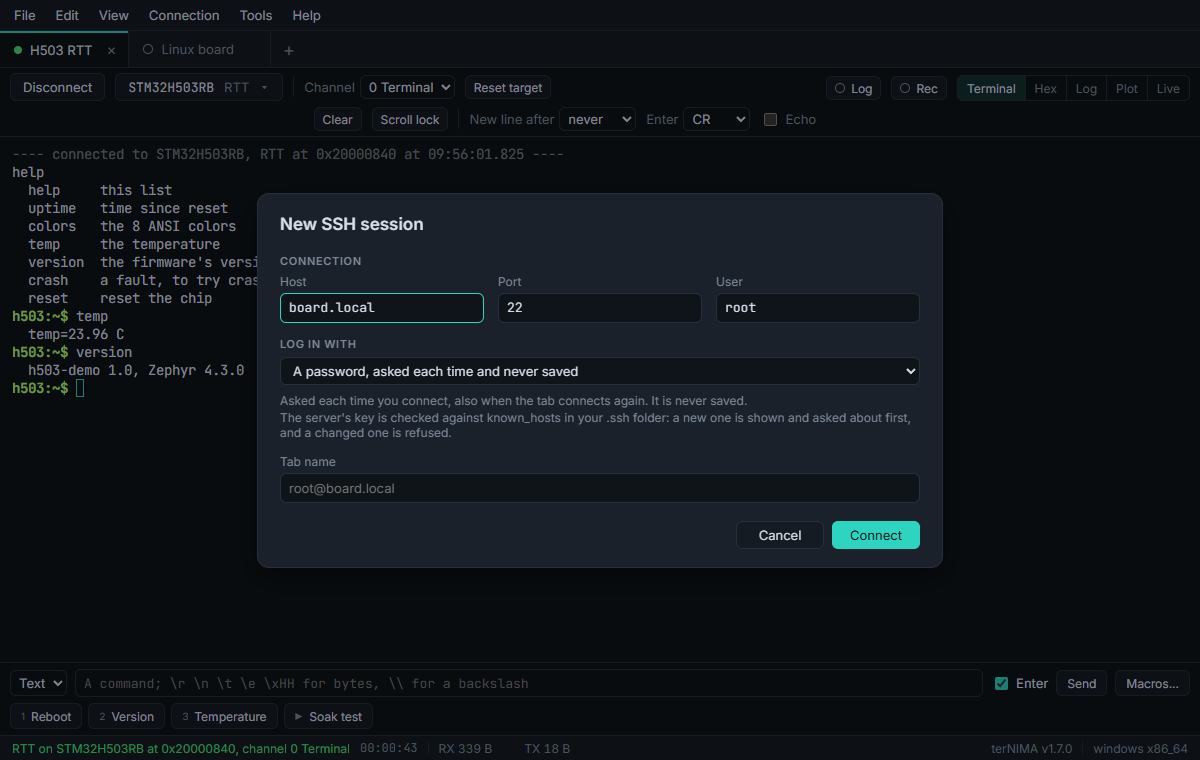 File Edit View Connection Tools Help
H503 RTT × Linux board +
Disconnect STM32H503RB RTT Channel 0 Terminal Reset target Log Rec Terminal Hex Log Plot Live
Clear Scroll lock New line after never Enter CR Echo
---- connected to STM32H503RB, RTT at 0x20000840 at 09:56:01.825 ----
help
help this list
uptime time since reset
colors the 8 ANSI colors
temp the temperature
version the firmware's versi
crash a fault, to try cras
reset reset the chip
h503:~$ temp
temp=23.96 C
h503:~$ version
h503-demo 1.0, Zephyr 4.3.0
h503:~$
New SSH session
CONNECTION
Host Port User
board.local 22 root
LOG IN WITH
A password, asked each time and never saved
Asked each time you connect, also when the tab connects again. It is never saved.
The server's key is checked against known_hosts in your .ssh folder: a new one is shown and asked about first,
and a changed one is refused.
Tab name
root@board.local
Cancel Connect
Text A command; \r \n \t \e \xHH for bytes, \\ for a backslash Enter Send Macros...
1 Reboot 2 Version 3 Temperature Soak test
RTT on STM32H503RB at 0x20000840, channel 0 Terminal 00:00:43 RX 339 B TX 18 B terNIMA v1.7.0 windows x86_64